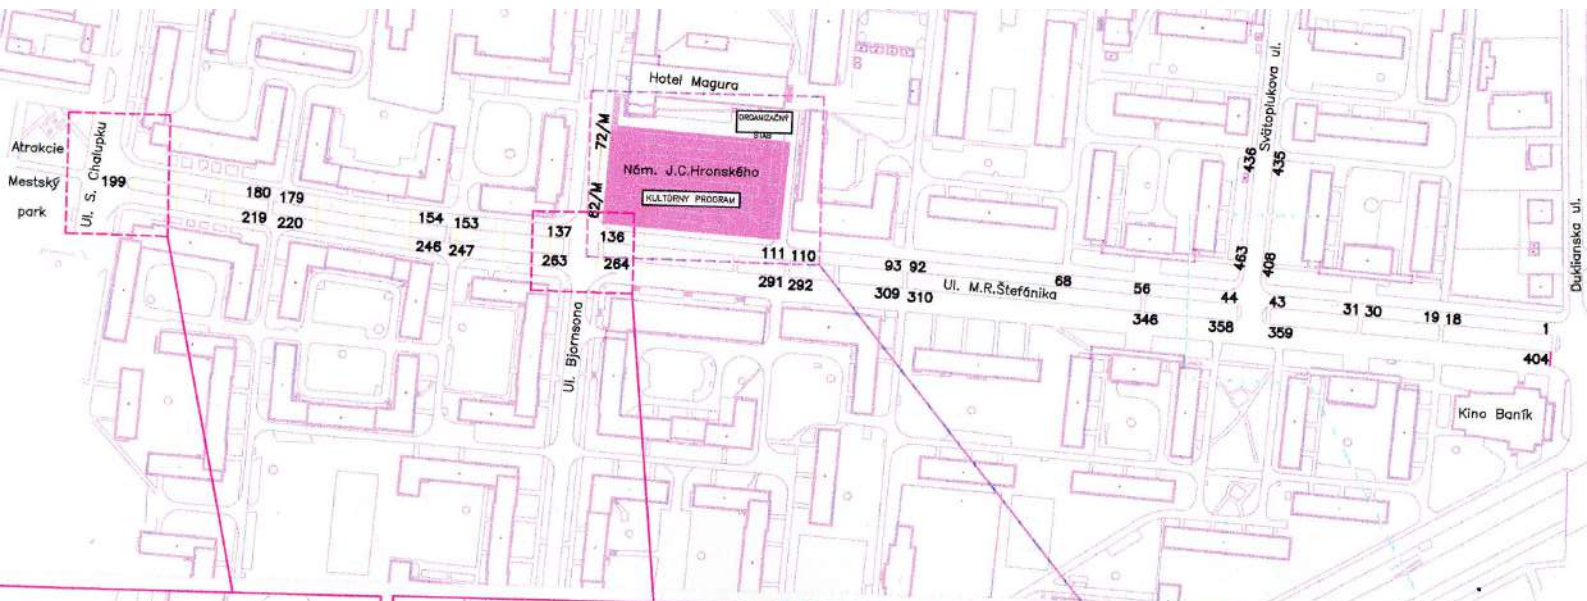 Hotel Magura
ORGANIZAČNÝ
ŠTÁB
72/M
62/M
Nám. J.C.Hronského
KULTÚRNY PROGRAM
Atrakcie
Mestský
park
Ul. S. Chalupku
199
180 179
219 220
154 153
246 247
137
136
263
264
111 110
291 292
93 92
309 310
Ul. M.R.Štefánika
68
56
346
44
43
358
359
31 30
19 18
1
404
436
435
463
408
Svätoplukova ul.
Duklianska ul.
Ul. Bjornsona
Kino Baník